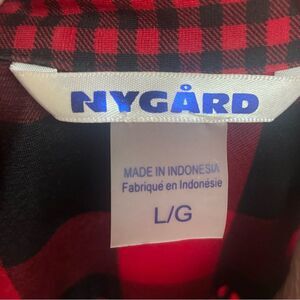 NYGÅRD
MADE IN INDONESIA
Fabriqué en Indonésie
L/G